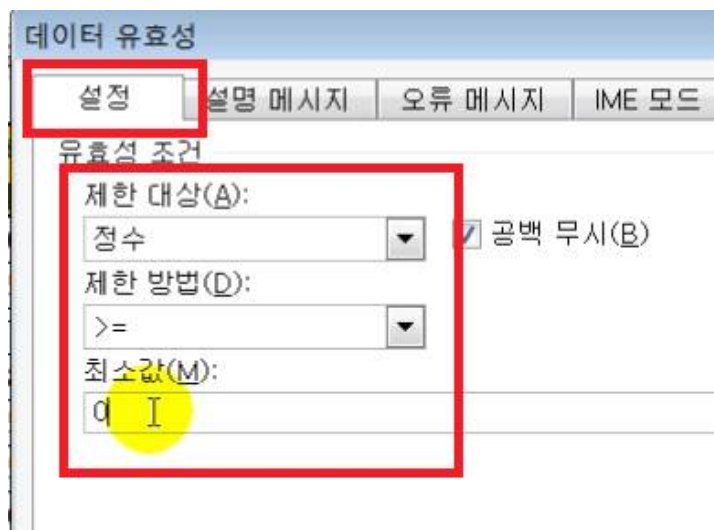 데이터 유효성
설정 설명 메시지 오류 메시지 IME 모드
유효성 조건
제한 대상(A):
정수 공백 무시(B)
제한 방법(D):
>=
최소값(M):
0